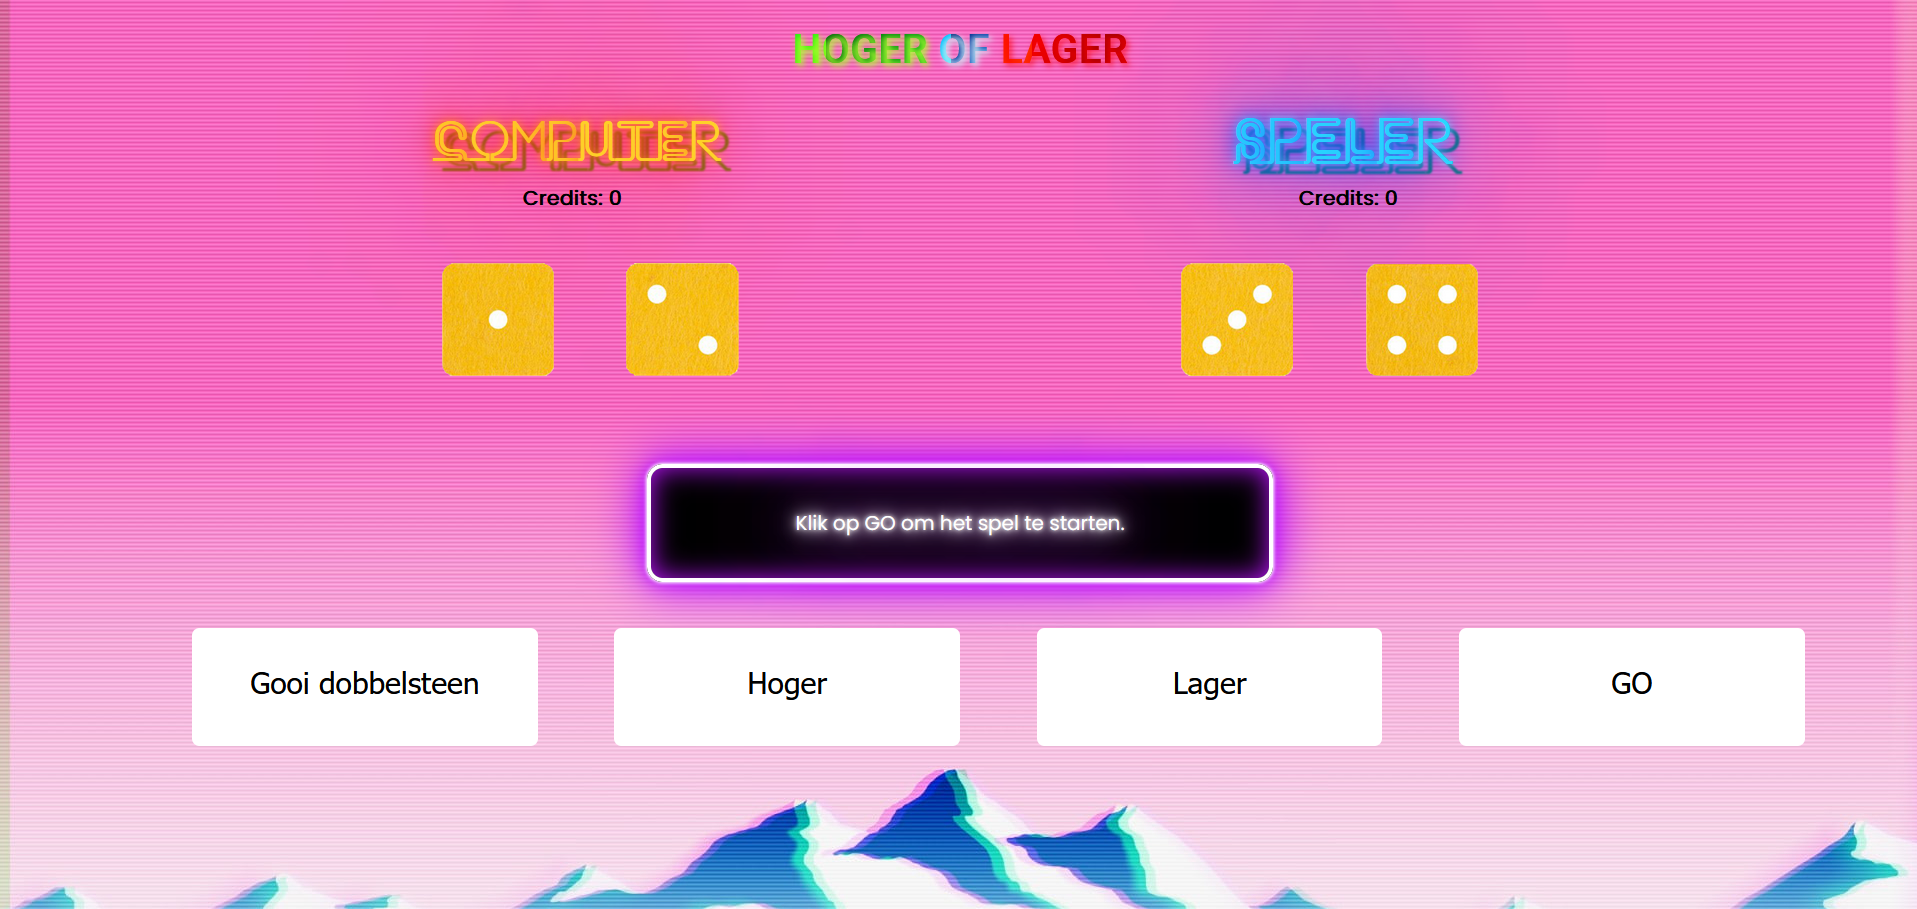 HOGER OF LAGER
COMPUTER
SPELER
Credits: 0
Credits: 0
Klik op GO om het spel te starten.
Gooi dobbelsteen
Hoger
Lager
GO